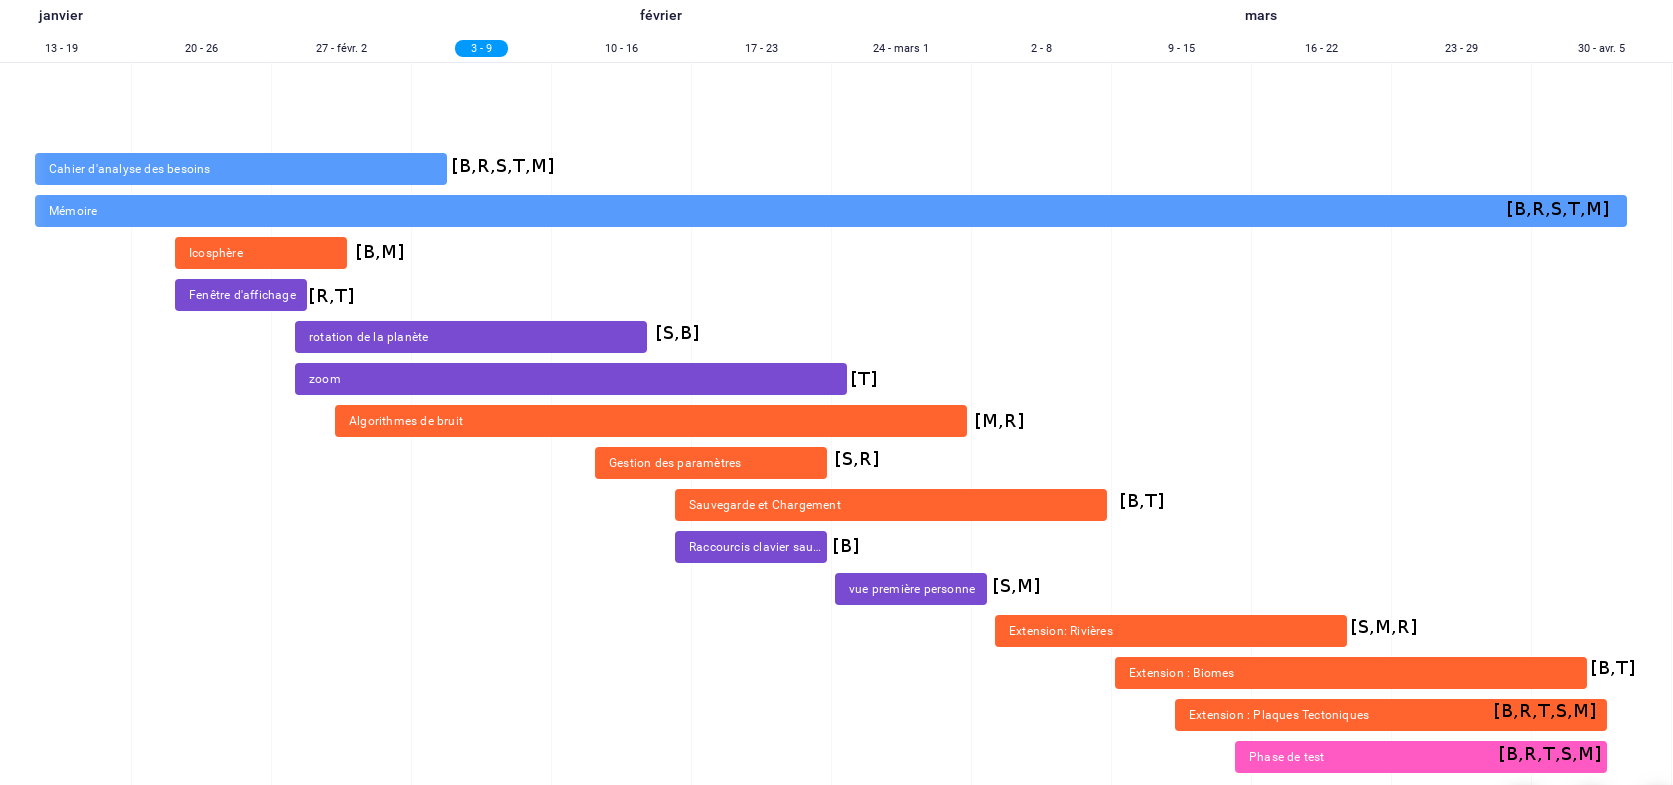 janvier février mars
13 - 19 20 - 26 27 - févr. 2 3 - 9 10 - 16 17 - 23 24 - mars 1 2 - 8 9 - 15 16 - 22 23 - 29 30 - avr. 5
Cahier d'analyse des besoins [B,R,S,T,M]
Mémoire [B,R,S,T,M]
Icosphère [B,M]
Fenêtre d'affichage [R,T]
rotation de la planète [S,B]
zoom [T]
Algorithmes de bruit [M,R]
Gestion des paramètres [S,R]
Sauvegarde et Chargement [B,T]
Raccourcis clavier sau... [B]
vue première personne [S,M]
Extension: Rivières [S,M,R]
Extension : Biomes [B,T]
Extension : Plaques Tectoniques [B,R,T,S,M]
Phase de test [B,R,T,S,M]